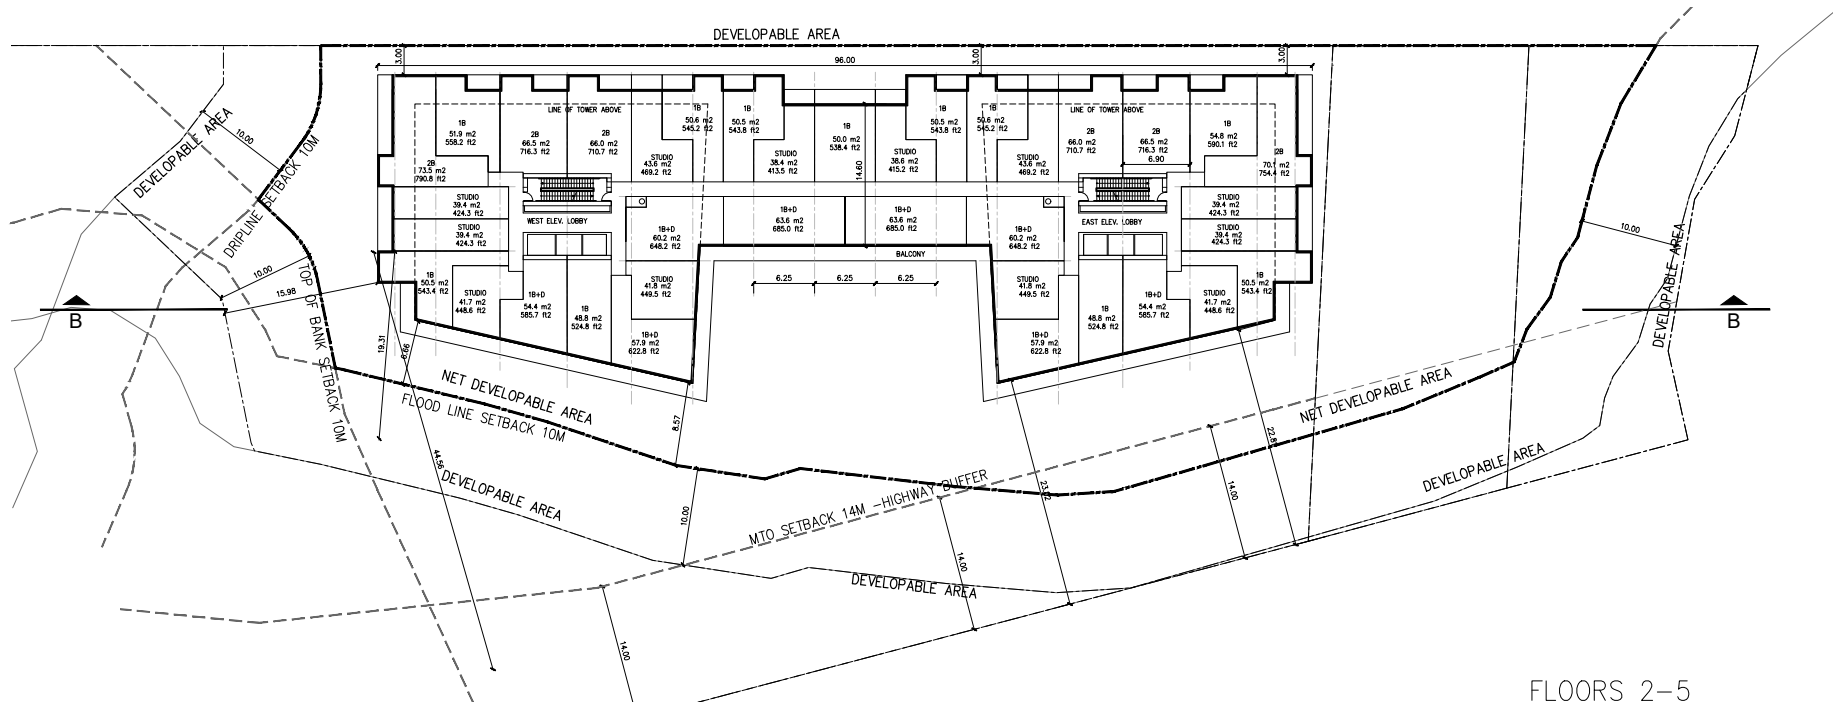 DEVELOPABLE AREA
3.00
96.00
3.00
3.00
DEVELOPABLE AREA
10.00
DRIPLINE SETBACK 10M
LINE OF TOWER ABOVE
LINE OF TOWER ABOVE
1B
51.9 m2
558.2 ft2
2B
66.5 m2
716.3 ft2
2B
66.0 m2
710.7 ft2
1B
50.6 m2
545.2 ft2
1B
50.5 m2
543.8 ft2
1B
50.0 m2
538.4 ft2
1B
50.5 m2
543.8 ft2
1B
50.6 m2
545.2 ft2
2B
66.0 m2
710.7 ft2
2B
66.5 m2
716.3 ft2
6.90
1B
54.8 m2
590.1 ft2
2B
73.5 m2
790.8 ft2
STUDIO
43.6 m2
469.2 ft2
STUDIO
38.4 m2
413.5 ft2
14.60
STUDIO
38.6 m2
415.2 ft2
STUDIO
43.6 m2
469.2 ft2
2B
70.1 m2
754.4 ft2
STUDIO
39.4 m2
424.3 ft2
STUDIO
39.4 m2
424.3 ft2
WEST ELEV. LOBBY
1B+D
60.2 m2
648.2 ft2
1B+D
63.6 m2
685.0 ft2
1B+D
63.6 m2
685.0 ft2
1B+D
60.2 m2
648.2 ft2
EAST ELEV. LOBBY
STUDIO
39.4 m2
424.3 ft2
STUDIO
39.4 m2
424.3 ft2
BALCONY
6.25
6.25
6.25
1B
50.5 m2
543.4 ft2
STUDIO
41.7 m2
448.6 ft2
1B+D
54.4 m2
585.7 ft2
1B
48.8 m2
524.8 ft2
STUDIO
41.8 m2
449.5 ft2
1B+D
57.9 m2
622.8 ft2
STUDIO
41.8 m2
449.5 ft2
1B+D
57.9 m2
622.8 ft2
1B
48.8 m2
524.8 ft2
1B+D
54.4 m2
585.7 ft2
STUDIO
41.7 m2
448.6 ft2
1B
50.5 m2
543.4 ft2
10.00
15.98
TOP OF BANK SETBACK 10M
B
B
10.00
DEVELOPABLE AREA
DEVELOPABLE AREA
19.31
6.66
NET DEVELOPABLE AREA
FLOOD LINE SETBACK 10M
8.57
44.56
DEVELOPABLE AREA
10.00
MTO SETBACK 14M -HIGHWAY BUFFER
23.02
14.00
NET DEVELOPABLE AREA
DEVELOPABLE AREA
14.00
DEVELOPABLE AREA
14.00
FLOORS 2-5